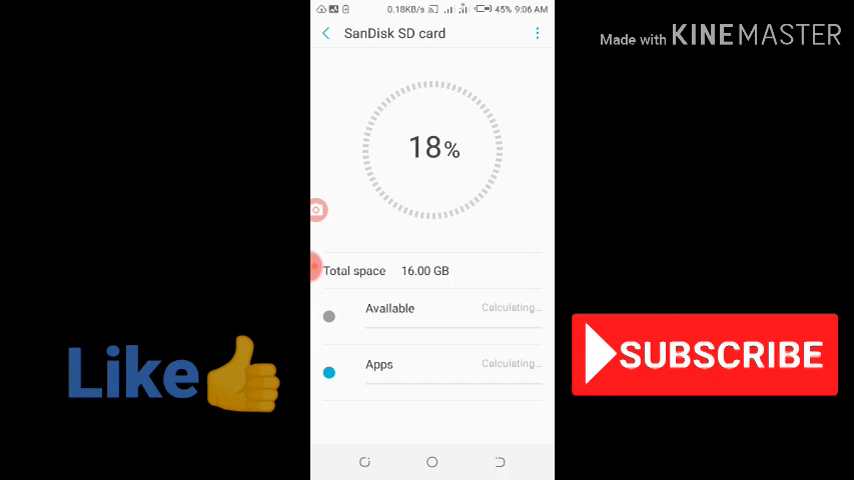 0.18KB/s 45% 9:06 AM
SanDisk SD card
Made with KINEMASTER
18%
Total space 16.00 GB
Available Calculating...
Apps Calculating...
Like
SUBSCRIBE